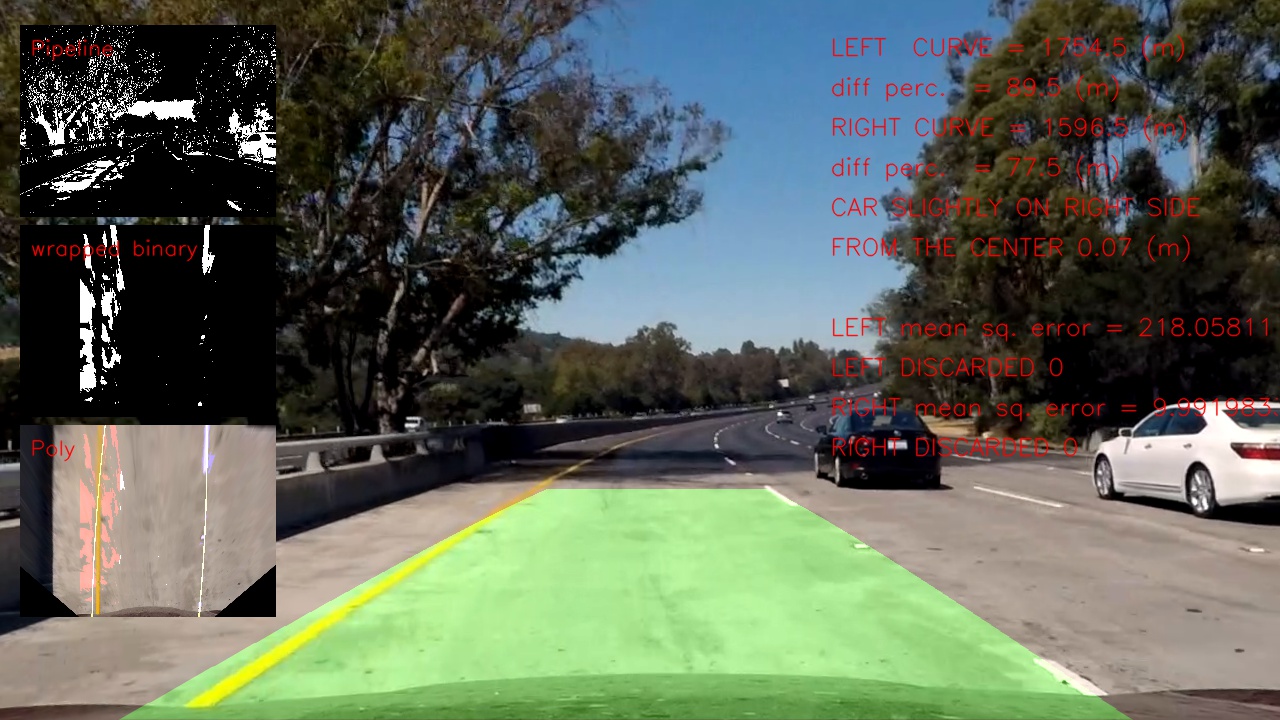 Pipeline
wrapped binary
Poly
LEFT CURVE = 1754.5 (m)
diff perc. = 89.5 (m)
RIGHT CURVE = 1596.5 (m)
diff perc. = 77.5 (m)
CAR SLIGHTLY ON RIGHT SIDE
FROM THE CENTER 0.07 (m)
LEFT mean sq. error = 218.05811
LEFT DISCARDED 0
RIGHT mean sq. error = 9.991983
RIGHT DISCARDED 0